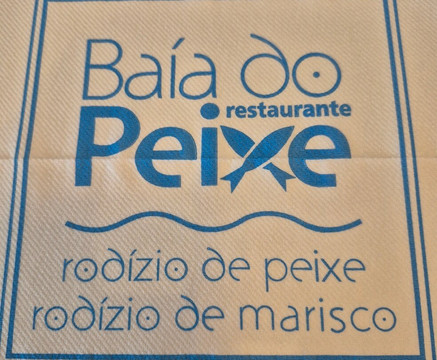 Baía do
restaurante
Peixe
rodízio de peixe
rodízio de marisco